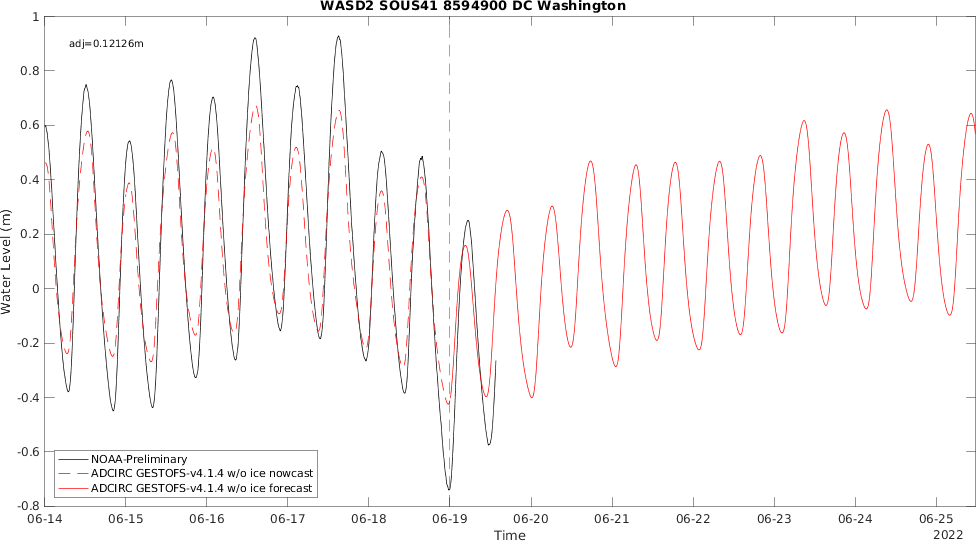 WASD2 SOUS41 8594900 DC Washington
adj=0.12126m
1
0.8
0.6
0.4
0.2
0
-0.2
-0.4
-0.6
-0.8
Water Level (m)
NOAA-Preliminary
ADCIRC GESTOFS-v4.1.4 w/o ice nowcast
ADCIRC GESTOFS-v4.1.4 w/o ice forecast
06-14 06-15 06-16 06-17 06-18 06-19 06-20 06-21 06-22 06-23 06-24 06-25
2022
Time